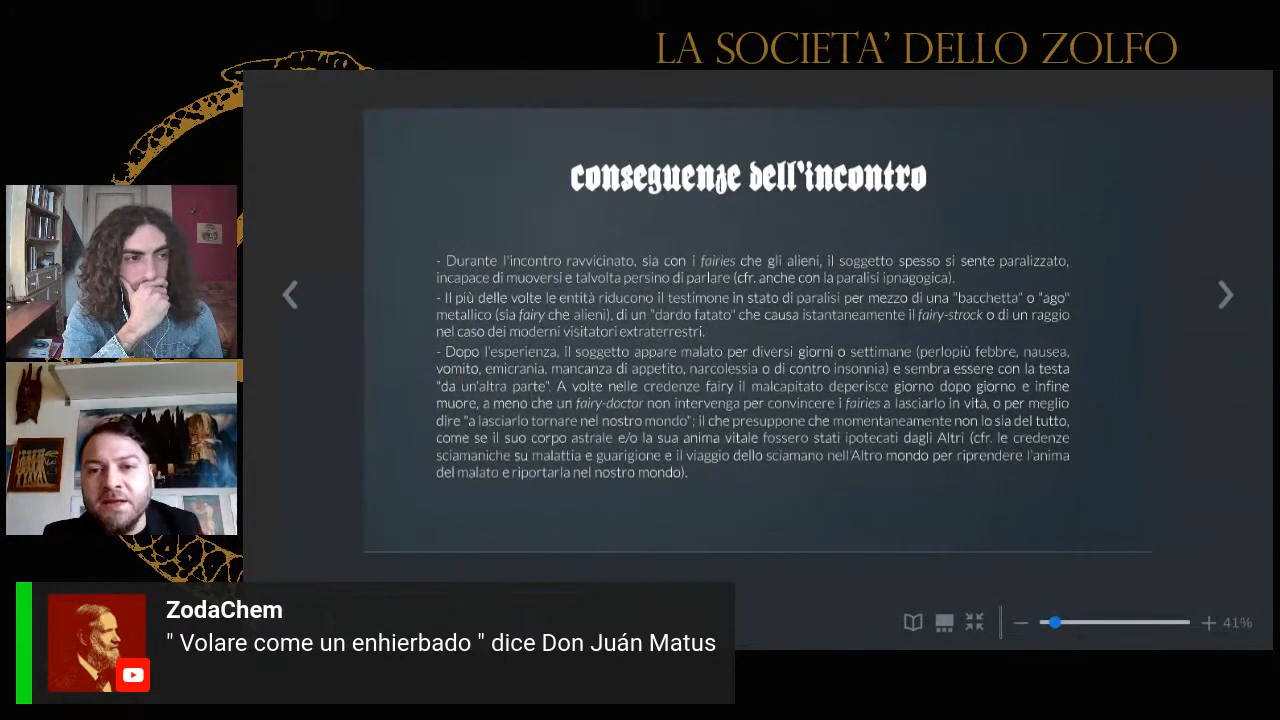 LA SOCIETA' DELLO ZOLFO
conseguenze dell'incontro
- Durante l'incontro ravvicinato, sia con i fairies che gli alieni, il soggetto spesso si sente paralizzato,
incapace di muoversi e talvolta persino di parlare (cfr. anche con la paralisi ipnagogica).
- Il più delle volte le entità riducono il testimone in stato di paralisi per mezzo di una "bacchetta" o "ago"
metallico (sia fairy che alieni), di un "dardo fatato" che causa istantaneamente il fairy-strock o di un raggio
nel caso dei moderni visitatori extraterrestri.
- Dopo l'esperienza, il soggetto appare malato per diversi giorni o settimane (perlopiù febbre, nausea,
vomito, emicrania, mancanza di appetito, narcolessia o di contro insonnia) e sembra essere con la testa
"da un'altra parte". A volte nelle credenze fairy il malcapitato deperisce giorno dopo giorno e infine
muore, a meno che un fairy-doctor non intervenga per convincere i fairies a lasciarlo in vita, o per meglio
dire "a lasciarlo tornare nel nostro mondo"; il che presuppone che momentaneamente non lo sia del tutto,
come se il suo corpo astrale e/o la sua anima vitale fossero stati ipotecati dagli Altri (cfr. le credenze
sciamaniche su malattia e guarigione e il viaggio dello sciamano nell'Altro mondo per riprendere l'anima
del malato e riportarla nel nostro mondo).
41%
ZodaChem
" Volare come un enhierbado " dice Don Juán Matus